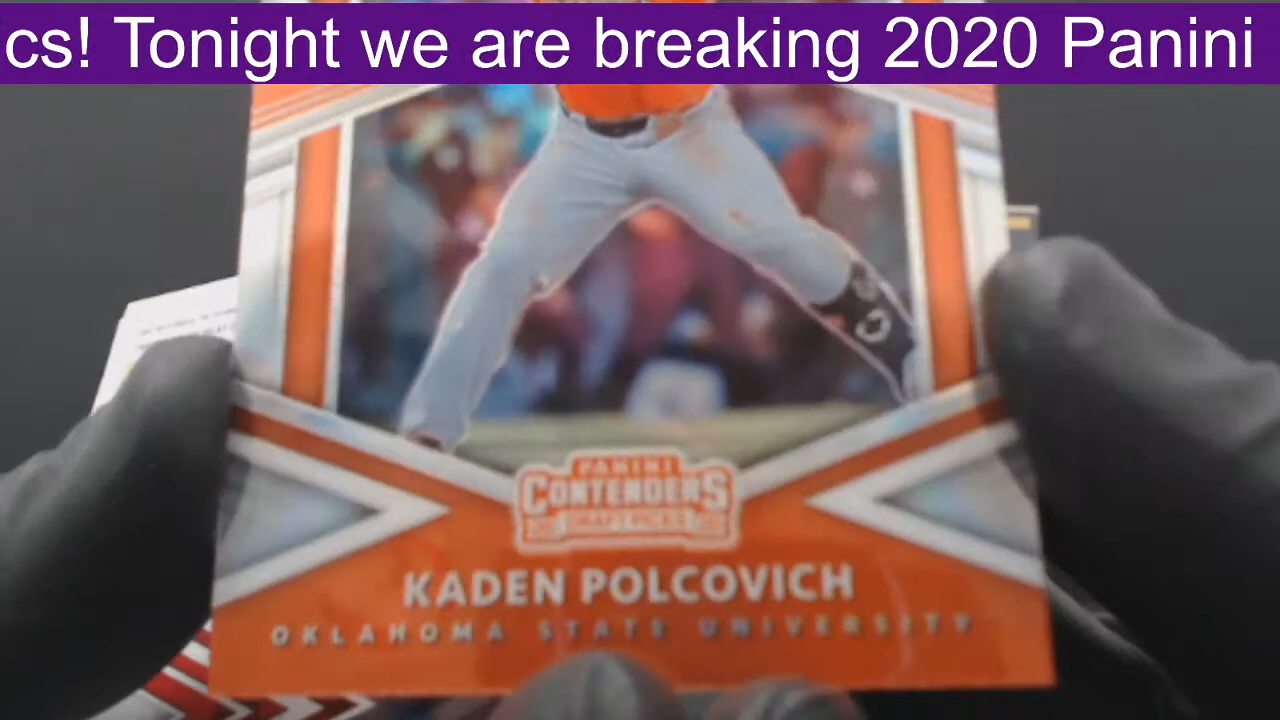 cs! Tonight we are breaking 2020 Panini
PANINI
CONTENDERS
DRAFT PICKS
KADEN POLCOVICH
OKLAHOMA STATE UNIVERSITY